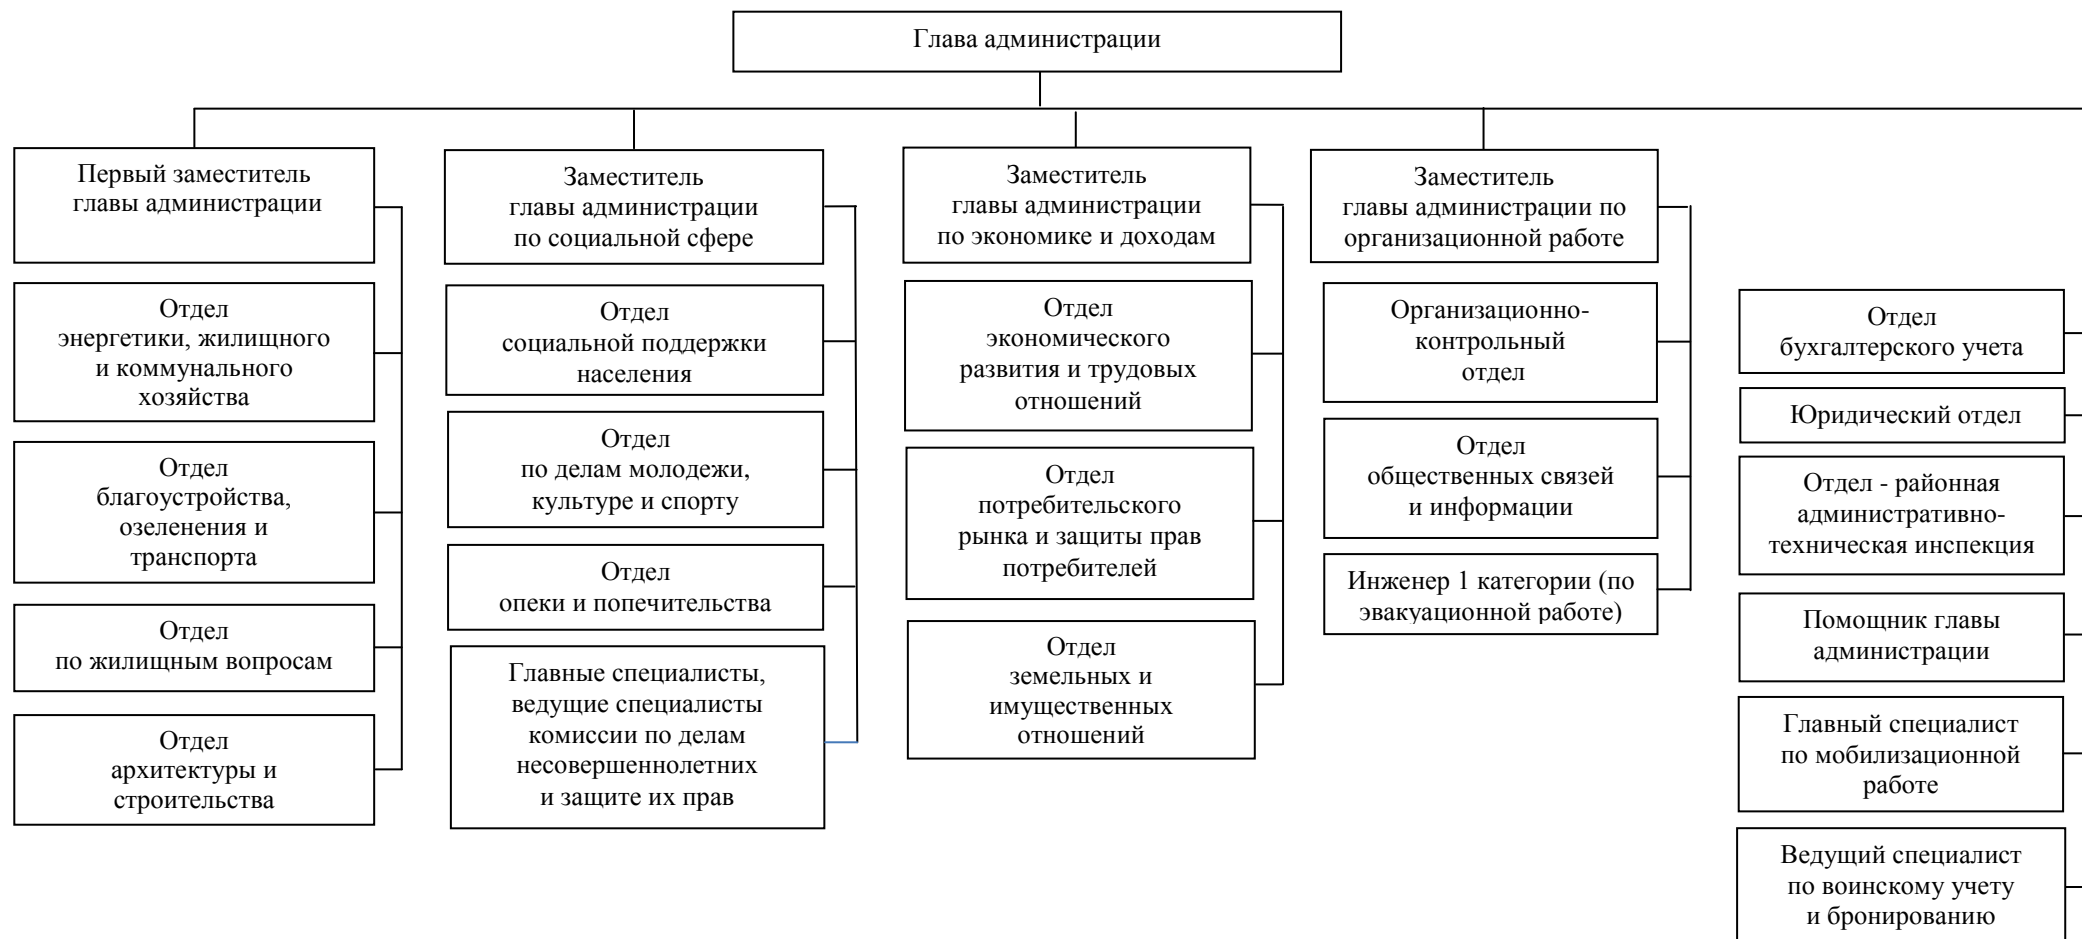 Глава администрации
Первый заместитель
главы администрации
Отдел
энергетики, жилищного
и коммунального
хозяйства
Отдел
благоустройства,
озеленения и
транспорта
Отдел
по жилищным вопросам
Отдел
архитектуры и
строительства
Заместитель
главы администрации
по социальной сфере
Отдел
социальной поддержки
населения
Отдел
по делам молодежи,
культуре и спорту
Отдел
опеки и попечительства
Главные специалисты,
ведущие специалисты
комиссии по делам
несовершеннолетних
и защите их прав
Заместитель
главы администрации
по экономике и доходам
Отдел
экономического
развития и трудовых
отношений
Отдел
потребительского
рынка и защиты прав
потребителей
Отдел
земельных и
имущественных
отношений
Заместитель
главы администрации по
организационной работе
Организационно-
контрольный
отдел
Отдел
общественных связей
и информации
Инженер 1 категории (по
эвакуационной работе)
Отдел
бухгалтерского учета
Юридический отдел
Отдел - районная
административно-
техническая инспекция
Помощник главы
администрации
Главный специалист
по мобилизационной
работе
Ведущий специалист
по воинскому учету
и бронированию